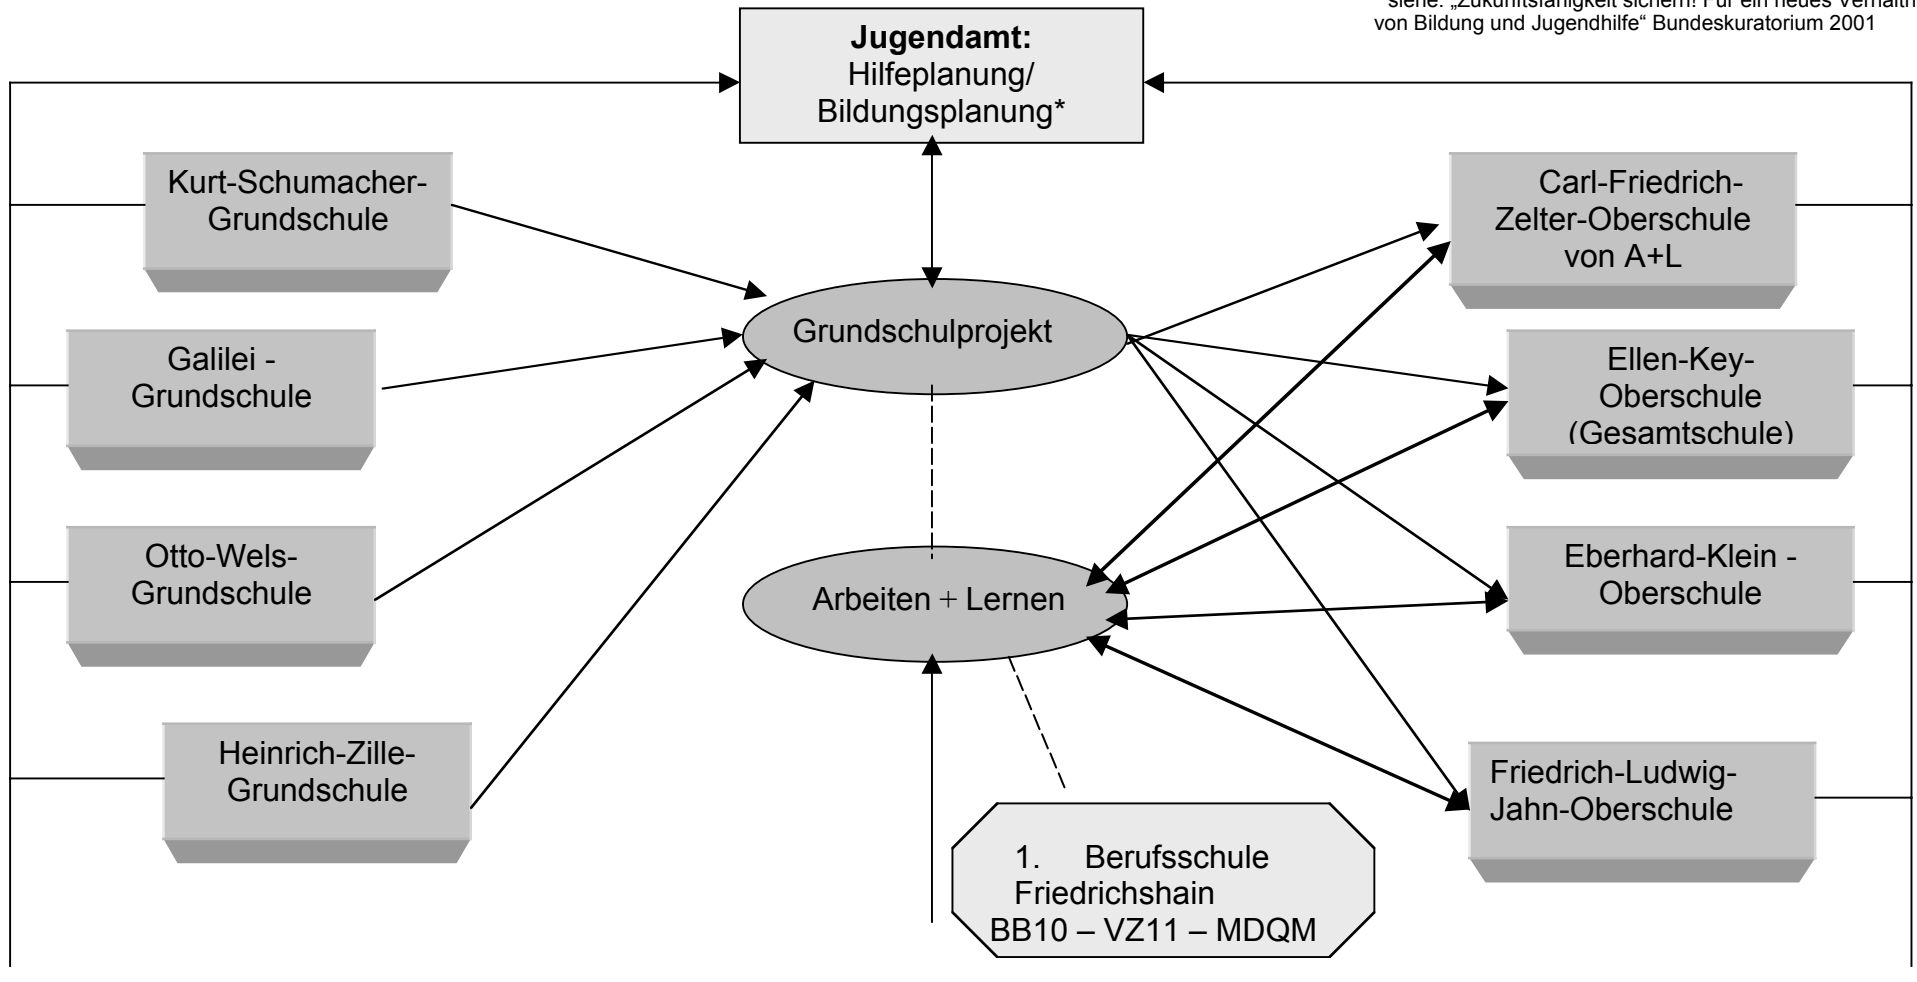 siehe: „Zukunftsfähigkeit sichern! Für ein neues
von Bildung und Jugendhilfe“ Bundeskuratorium 2001
Jugendamt:
Hilfeplanung/
Bildungsplanung*
Kurt-Schumacher-
Grundschule
Carl-Friedrich-
Zelter-Oberschule
von A+L
Grundschulprojekt
Galilei -
Grundschule
Ellen-Key-
Oberschule
(Gesamtschule)
Otto-Wels-
Grundschule
Arbeiten + Lernen
Eberhard-Klein -
Oberschule
Heinrich-Zille-
Grundschule
Friedrich-Ludwig-
Jahn-Oberschule
1. Berufsschule
Friedrichshain
BB10 – VZ11 – MDQM